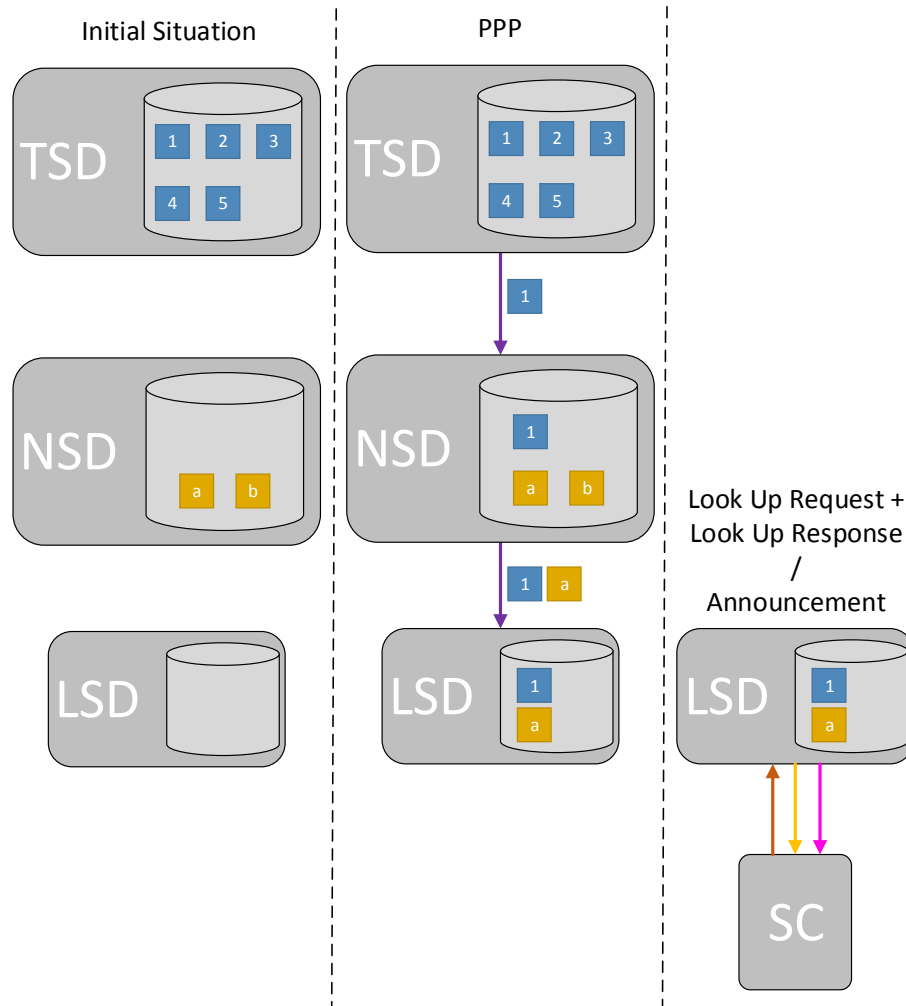 Initial Situation
TSD
1 2 3
4 5
NSD
a b
LSD
PPP
TSD
1 2 3
4 5
1
NSD
1
a b
1 a
LSD
1
a
Look Up Request +
Look Up Response
/
Announcement
LSD
1
a
SC